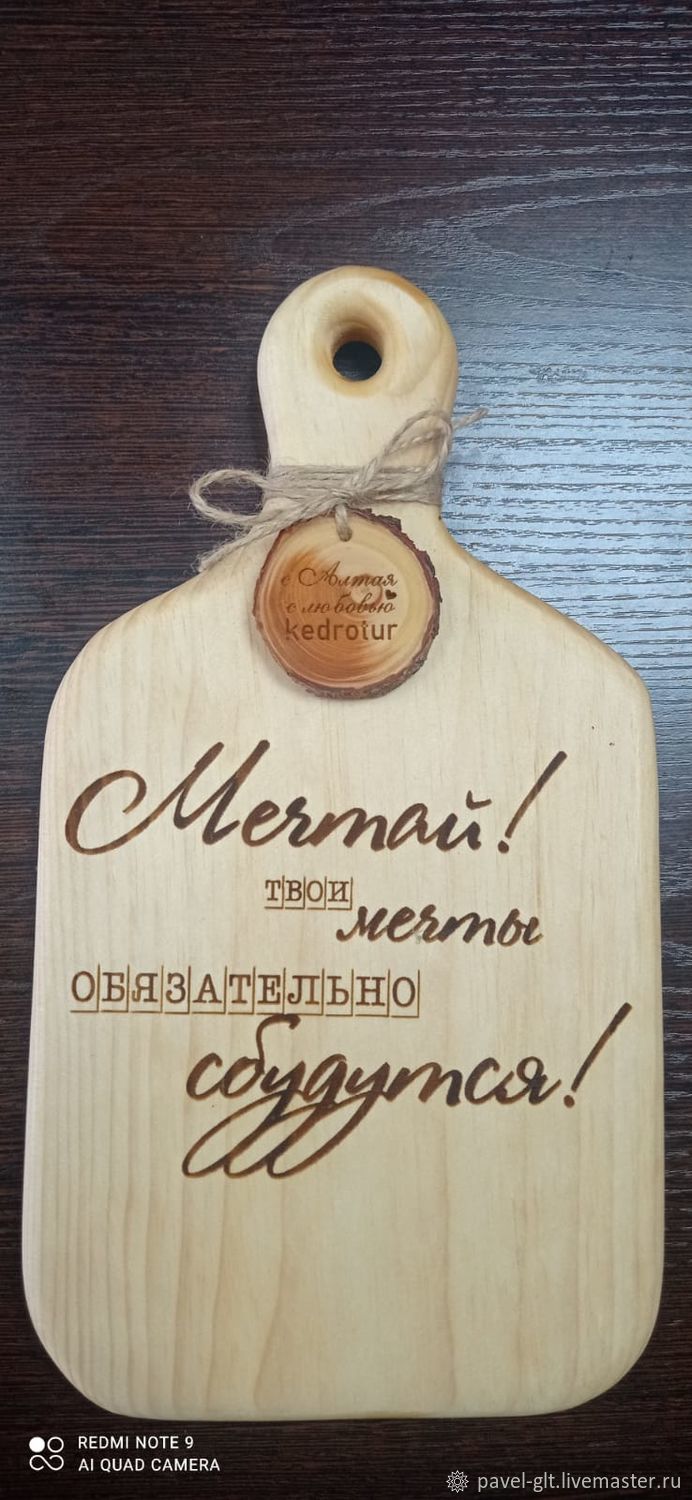 с Алтая
с любовью
kedrotur
Мечтай!
ТВОИ
мечты
ОБЯЗАТЕЛЬНО
сбудутся!
REDMI NOTE 9
AI QUAD CAMERA
pavel-glt.livemaster.ru